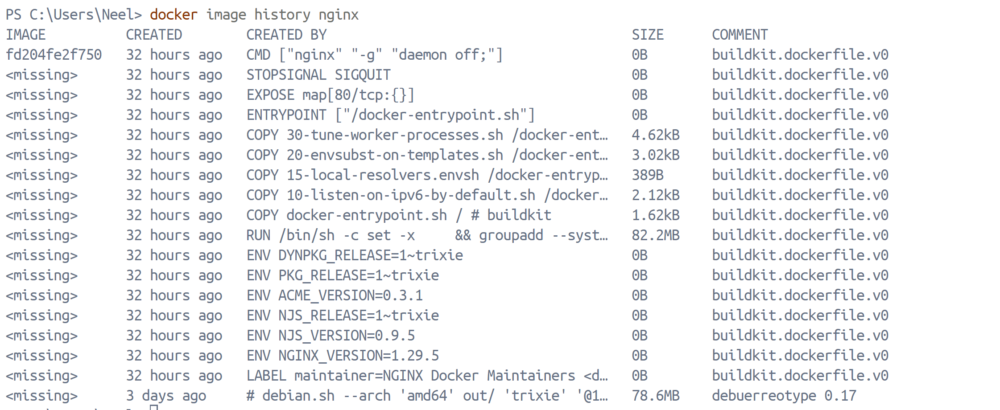 PS C:\Users\Neel> docker image history nginx
IMAGE          CREATED        CREATED BY                                      SIZE      COMMENT
fd204fe2f750   32 hours ago   CMD ["nginx" "-g" "daemon off;"]                0B        buildkit.dockerfile.v0
<missing>      32 hours ago   STOPSIGNAL SIGQUIT                              0B        buildkit.dockerfile.v0
<missing>      32 hours ago   EXPOSE map[80/tcp:{}]                           0B        buildkit.dockerfile.v0
<missing>      32 hours ago   ENTRYPOINT ["/docker-entrypoint.sh"]            0B        buildkit.dockerfile.v0
<missing>      32 hours ago   COPY 30-tune-worker-processes.sh /docker-ent…   4.62kB    buildkit.dockerfile.v0
<missing>      32 hours ago   COPY 20-envsubst-on-templates.sh /docker-ent…   3.02kB    buildkit.dockerfile.v0
<missing>      32 hours ago   COPY 15-local-resolvers.envsh /docker-entryp…   389B      buildkit.dockerfile.v0
<missing>      32 hours ago   COPY 10-listen-on-ipv6-by-default.sh /docker…   2.12kB    buildkit.dockerfile.v0
<missing>      32 hours ago   COPY docker-entrypoint.sh / # buildkit          1.62kB    buildkit.dockerfile.v0
<missing>      32 hours ago   RUN /bin/sh -c set -x     && groupadd --syst…   82.2MB    buildkit.dockerfile.v0
<missing>      32 hours ago   ENV DYNPKG_RELEASE=1~trixie                     0B        buildkit.dockerfile.v0
<missing>      32 hours ago   ENV PKG_RELEASE=1~trixie                        0B        buildkit.dockerfile.v0
<missing>      32 hours ago   ENV ACME_VERSION=0.3.1                          0B        buildkit.dockerfile.v0
<missing>      32 hours ago   ENV NJS_RELEASE=1~trixie                        0B        buildkit.dockerfile.v0
<missing>      32 hours ago   ENV NJS_VERSION=0.9.5                           0B        buildkit.dockerfile.v0
<missing>      32 hours ago   ENV NGINX_VERSION=1.29.5                        0B        buildkit.dockerfile.v0
<missing>      32 hours ago   LABEL maintainer=NGINX Docker Maintainers <d…   0B        buildkit.dockerfile.v0
<missing>      3 days ago     # debian.sh --arch 'amd64' out/ 'trixie' '@1…   78.6MB    debuerreotype 0.17